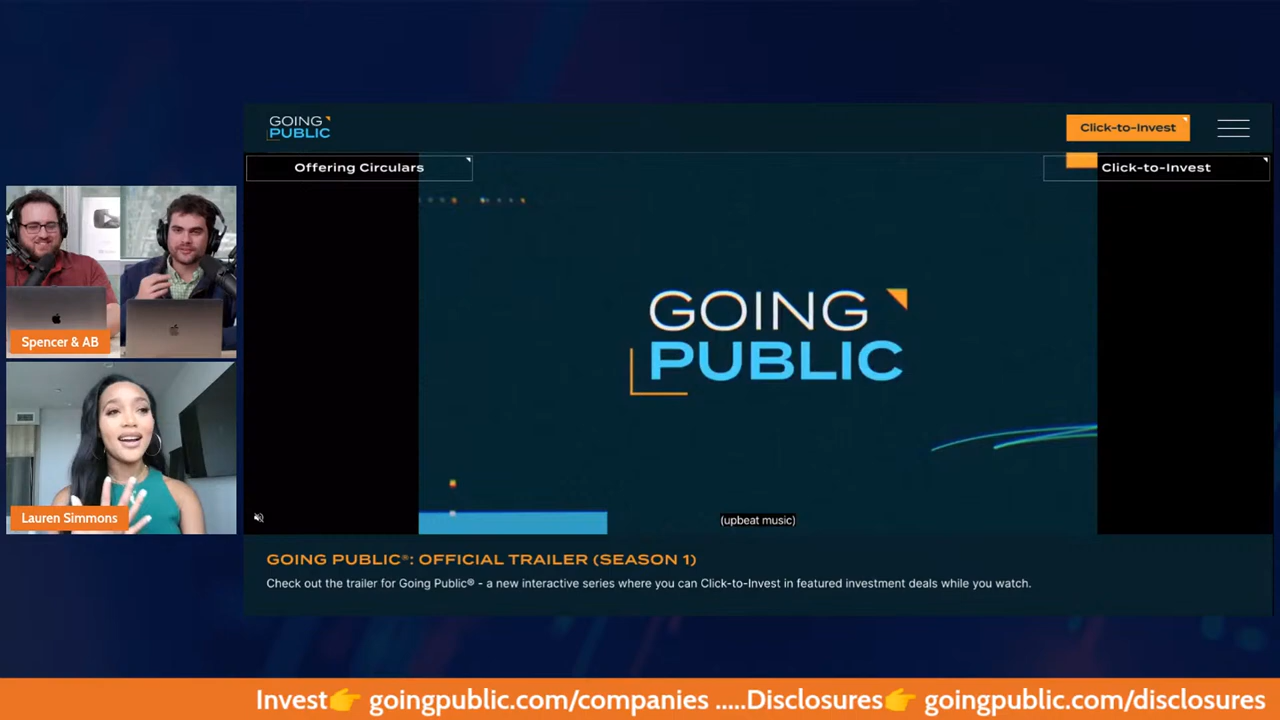 GOING
PUBLIC
Click-to-Invest
Offering Circulars
Click-to-Invest
GOING
PUBLIC
(upbeat music)
Spencer & AB
Lauren Simmons
GOING PUBLIC®: OFFICIAL TRAILER (SEASON 1)
Check out the trailer for Going Public® - a new interactive series where you can Click-to-Invest in featured investment deals while you watch.
Invest👉 goingpublic.com/companies .....Disclosures👉 goingpublic.com/disclosures